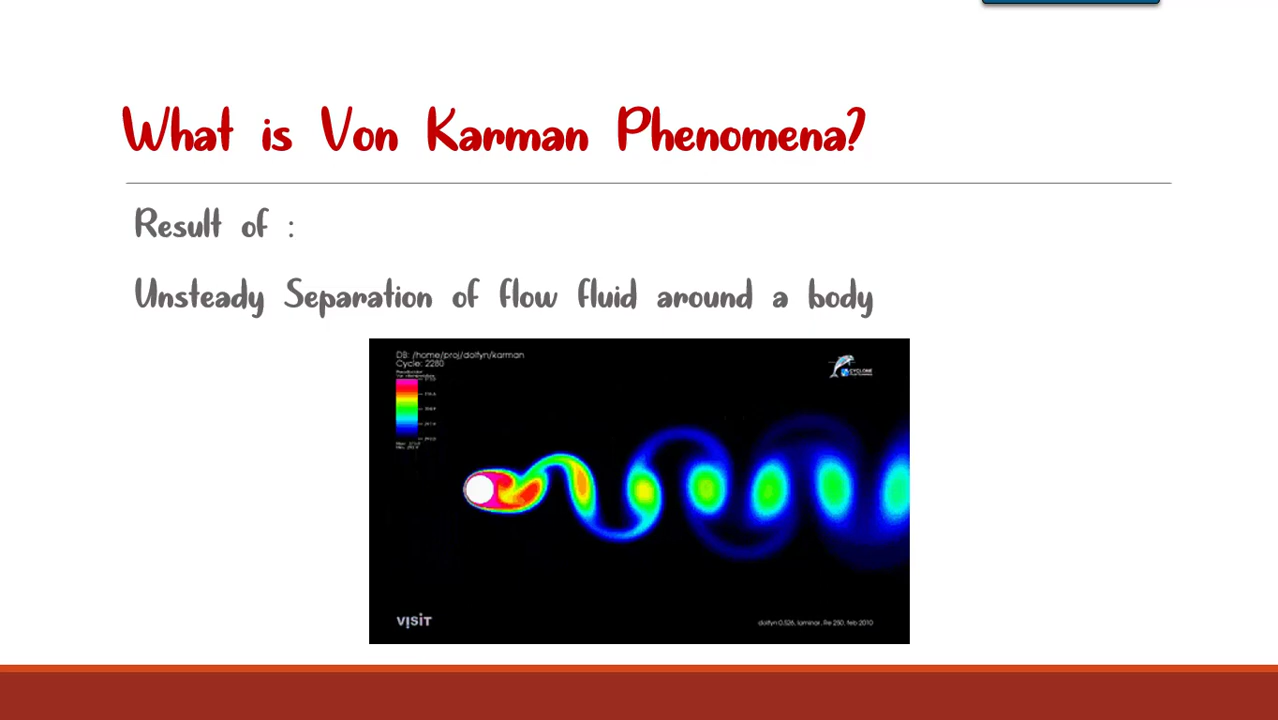 What is Von Karman Phenomena?
Result of :
Unsteady Separation of flow fluid around a body
DB: /home/proj/dolfyn/karman
Cycle: 2280
CYCLONE
VISIT
dolfyn 0.526, laminar, Re 250, feb 2010